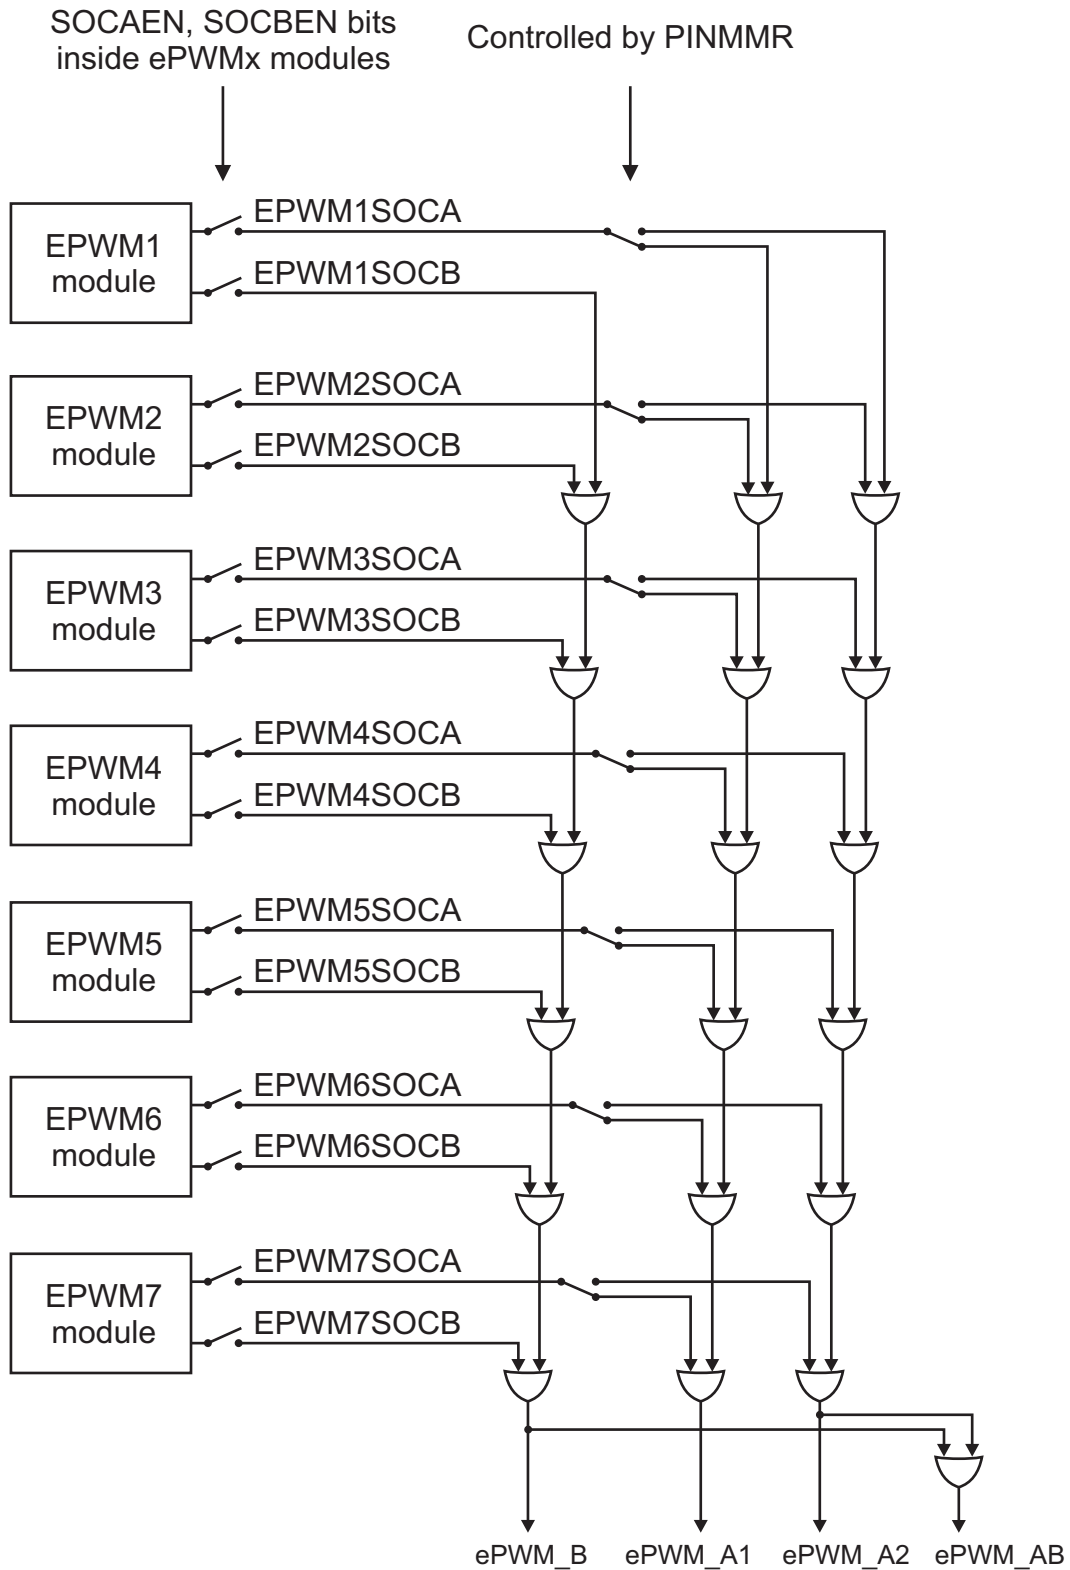 SOCAEN, SOCBEN bits
inside ePWMx modules
Controlled by PINMMR
EPWM1
module
EPWM1SOCA
EPWM1SOCB
EPWM2
module
EPWM2SOCA
EPWM2SOCB
EPWM3
module
EPWM3SOCA
EPWM3SOCB
EPWM4
module
EPWM4SOCA
EPWM4SOCB
EPWM5
module
EPWM5SOCA
EPWM5SOCB
EPWM6
module
EPWM6SOCA
EPWM6SOCB
EPWM7
module
EPWM7SOCA
EPWM7SOCB
ePWM_B
ePWM_A1
ePWM_A2
ePWM_AB